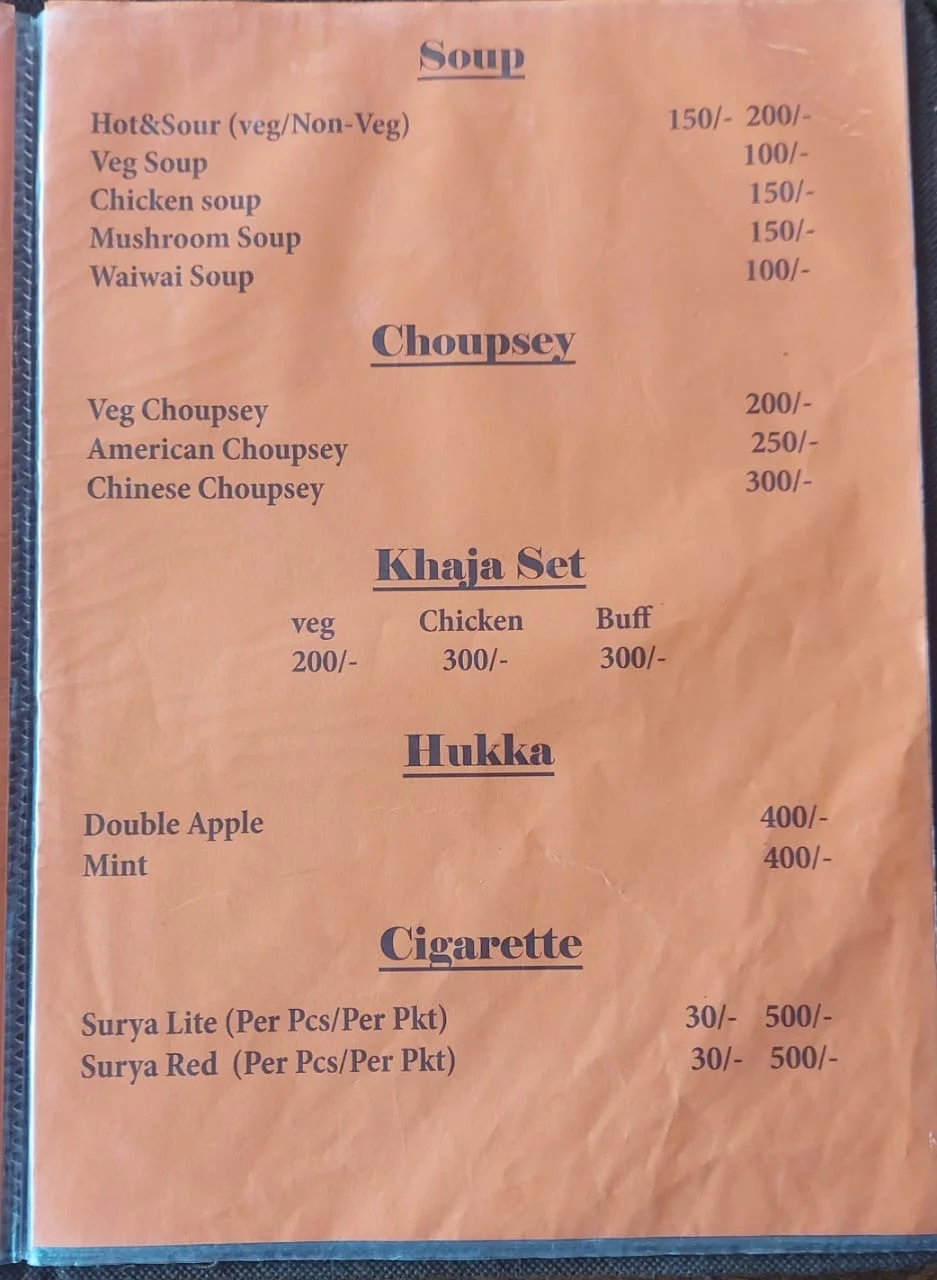 Soup
Hot&Sour (veg/Non-Veg) 150/- 200/-
Veg Soup 100/-
Chicken soup 150/-
Mushroom Soup 150/-
Waiwai Soup 100/-
Choupsey
Veg Choupsey 200/-
American Choupsey 250/-
Chinese Choupsey 300/-
Khaja Set
veg Chicken Buff
200/- 300/- 300/-
Hukka
Double Apple 400/-
Mint 400/-
Cigarette
Surya Lite (Per Pcs/Per Pkt) 30/- 500/-
Surya Red (Per Pcs/Per Pkt) 30/- 500/-